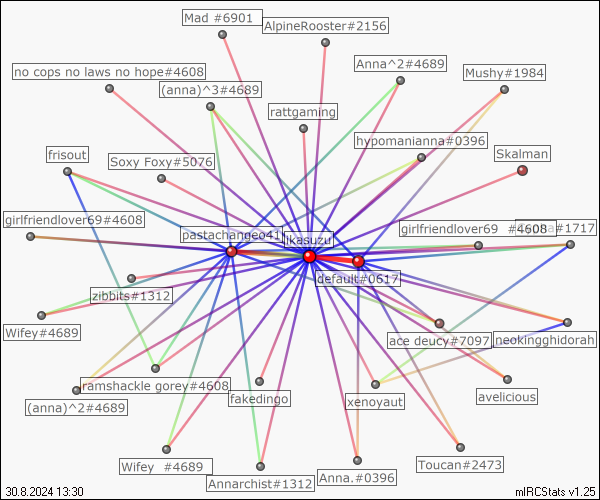 Mad #6901
AlpineRooster#2156
Anna^2#4689
no cops no laws no hope#4608
Mushy#1984
(anna)^3#4689
rattgaming
hypomanianna#0396
frisout
Soxy Foxy#5076
Skalman
girlfriendlover69#4608
pastachangeo41
ikasuzu
girlfriendlover69 #4608
#1717
default#0617
zibbits#1312
Wifey#4689
ace deucy#7097
neokingghidorah
ramshackle gorey#4608
fakedingo
xenoyaut
avelicious
(anna)^2#4689
Wifey #4689
Annarchist#1312
Anna.#0396
Toucan#2473
30.8.2024 13:30
mIRCStats v1.25